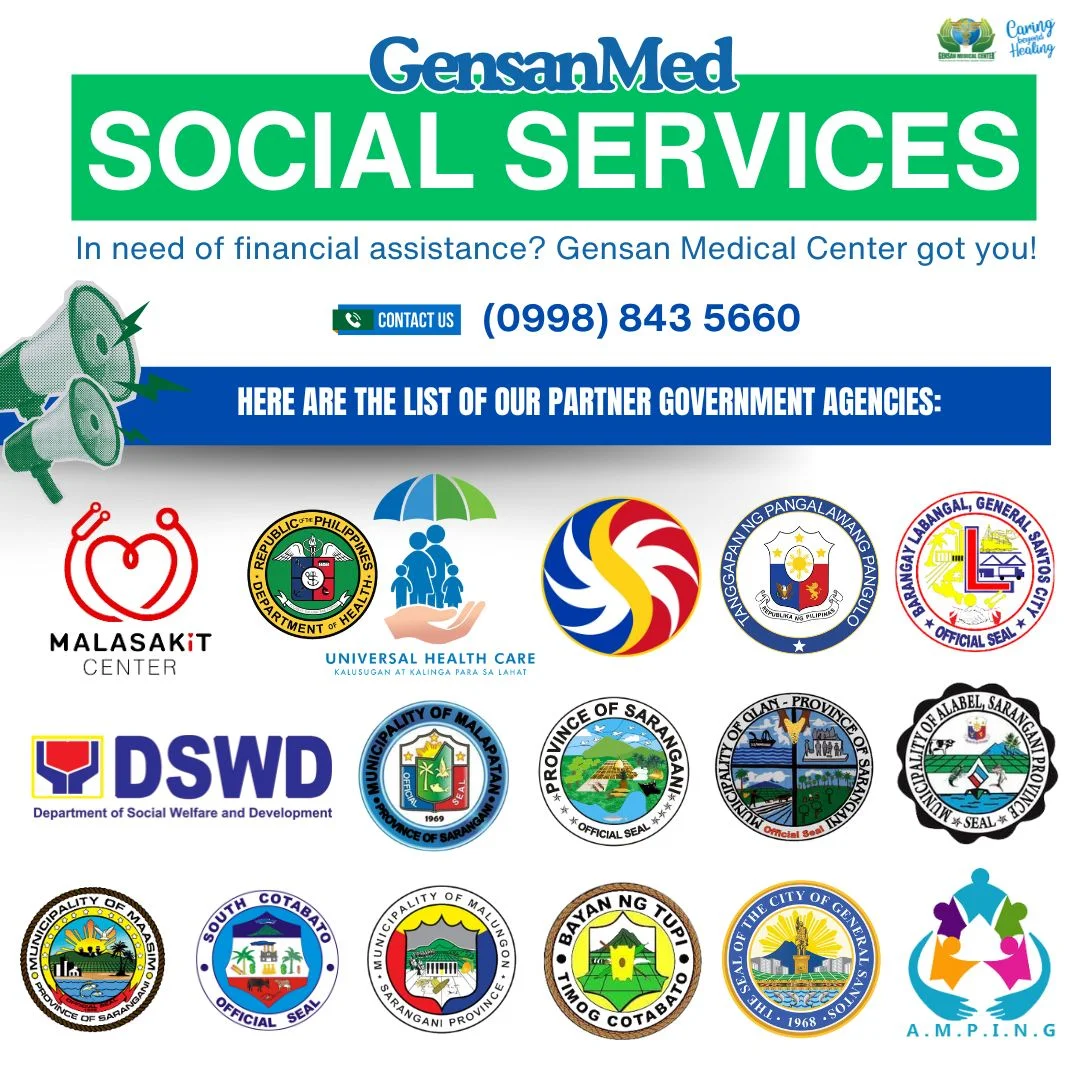 GENSAN MEDICAL CENTER
Caring
beyond
Healing
GensanMed
SOCIAL SERVICES
In need of financial assistance? Gensan Medical Center got you!
CONTACT US (0998) 843 5660
HERE ARE THE LIST OF OUR PARTNER GOVERNMENT AGENCIES:
MALASAKiT
CENTER
REPUBLIC OF THE PHILIPPINES
DEPARTMENT OF HEALTH
UNIVERSAL HEALTH CARE
KALUSUGAN AT KALINGA PARA SA LAHAT
TANGGAPAN NG PANGALAWANG PANGULO
REPUBLIKA NG PILIPINAS
BARANGAY LABANGAL, GENERAL SANTOS CITY
L
OFFICIAL SEAL
DSWD
Department of Social Welfare and Development
MUNICIPALITY OF MALAPATAN
OFFICIAL SEAL
1969
PROVINCE OF SARANGANI
PROVINCE OF SARANGANI
OFFICIAL SEAL
MUNICIPALITY OF GLAN - PROVINCE OF SARANGANI
Official Seal
MUNICIPALITY OF ALABEL, SARANGANI PROVINCE
SEAL
MUNICIPALITY OF MAASIM
PROVINCE OF SARANGANI
SOUTH COTABATO
OFFICIAL SEAL
MUNICIPALITY OF MALUNGON
SARANGANI PROVINCE
BAYAN NG TUPI
TIMOG COTABATO
THE SEAL OF THE CITY OF GENERAL SANTOS
1968
A.M.P.I.N.G